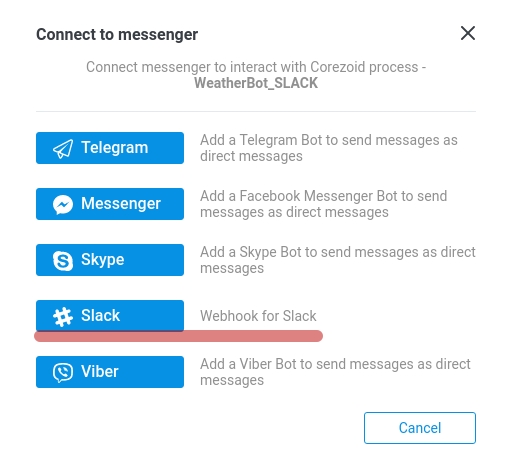 Connect to messenger
Connect messenger to interact with Corezoid process -
WeatherBot_SLACK
Telegram
Add a Telegram Bot to send messages as
direct messages
Messenger
Add a Facebook Messenger Bot to send
messages as direct messages
Skype
Add a Skype Bot to send messages as direct
messages
Slack
Webhook for Slack
Viber
Add a Viber Bot to send messages as direct
messages
Cancel